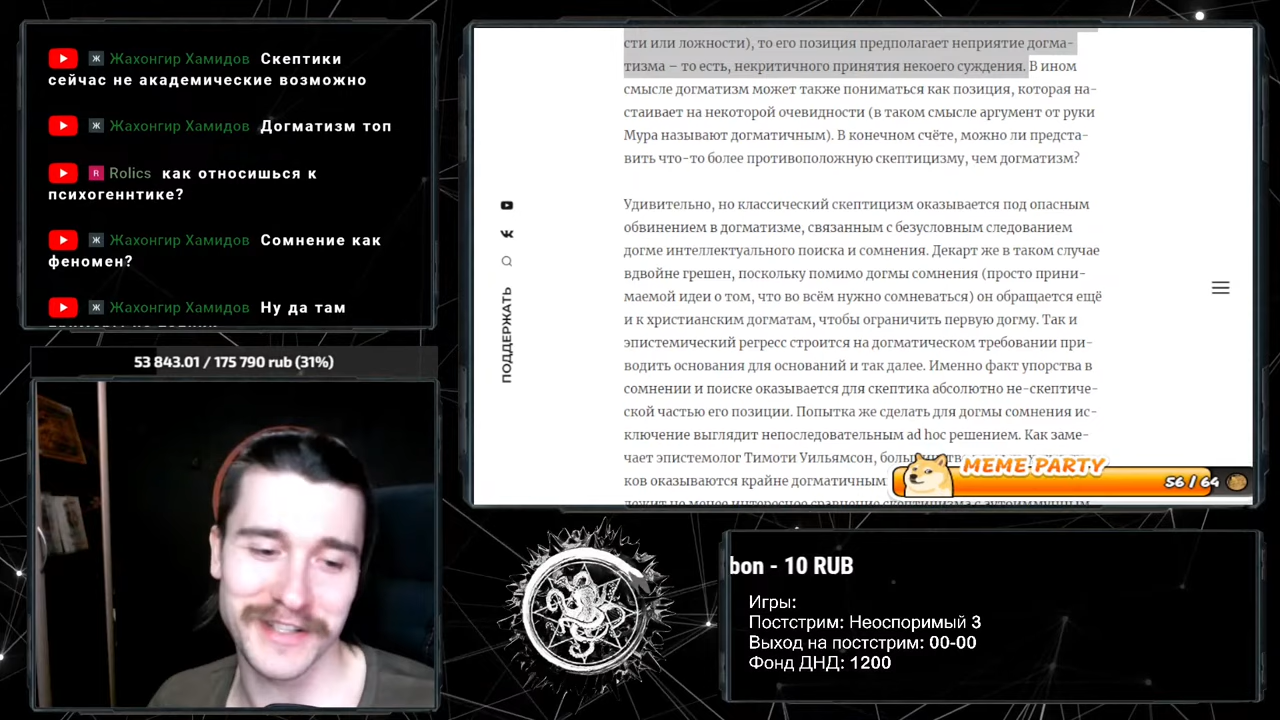 Ж Жахонгир Хамидов Скептики
сейчас не академические возможно
Ж Жахонгир Хамидов Догматизм топ
R Rolics как относишься к
психогеннтике?
Ж Жахонгир Хамидов Сомнение как
феномен?
Ж Жахонгир Хамидов Ну да там
53 843.01 / 175 790 rub (31%)
сти или ложности), то его позиция предполагает неприятие догма-
тизма – то есть, некритичного принятия некоего суждения. В ином
смысле догматизм может также пониматься как позиция, которая на-
стаивает на некоторой очевидности (в таком смысле аргумент от руки
Мура называют догматичным). В конечном счёте, можно ли предста-
вить что-то более противоположную скептицизму, чем догматизм?
Удивительно, но классический скептицизм оказывается под опасным
обвинением в догматизме, связанным с безусловным следованием
догме интеллектуального поиска и сомнения. Декарт же в таком случае
вдвойне грешен, поскольку помимо догмы сомнения (просто прини-
маемой идеи о том, что во всём нужно сомневаться) он обращается ещё
и к христианским догматам, чтобы ограничить первую догму. Так и
эпистемический регресс строится на догматическом требовании при-
водить основания для оснований и так далее. Именно факт упорства в
сомнении и поиске оказывается для скептика абсолютно не-скептиче-
ской частью его позиции. Попытка же сделать для догмы сомнения ис-
ключение выглядит непоследовательным ad hoc решением. Как заме-
чает эпистемолог Тимоти Уильямсон,
ков оказываются крайне догматичным
лежит не менее интересное сравнение скептицизма с аутоиммунным
ПОДДЕРЖАТЬ
MEME PARTY
56 / 64
bon - 10 RUB
Игры:
Постстрим: Неоспоримый 3
Выход на постстрим: 00-00
Фонд ДНД: 1200